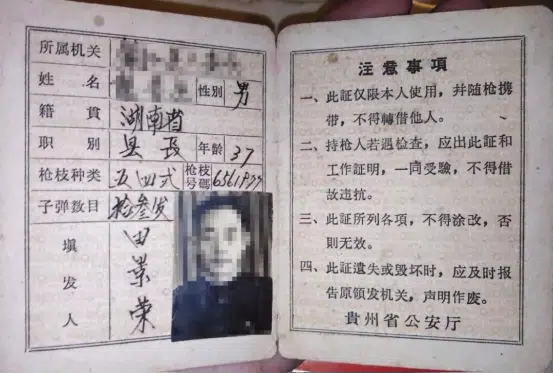 所属机关
姓名 性别 男
籍貫 湖南省
职别 县長 年龄 37
枪枝种类 五四式 枪枝号碼 6561977
子弹数目 拾叁发
填发人 田景荣
注意事項
一、此証仅限本人使用，幷随枪携
带，不得轉借他人。
二、持枪人若遇檢查，应出此証和
工作証明，一同受驗，不得借
故违抗。
三、此証所列各項，不得涂改，否
則无效。
四、此証遺失或毁坏时，应及时报
告原領发机关，声明作废。
貴州省公安厅